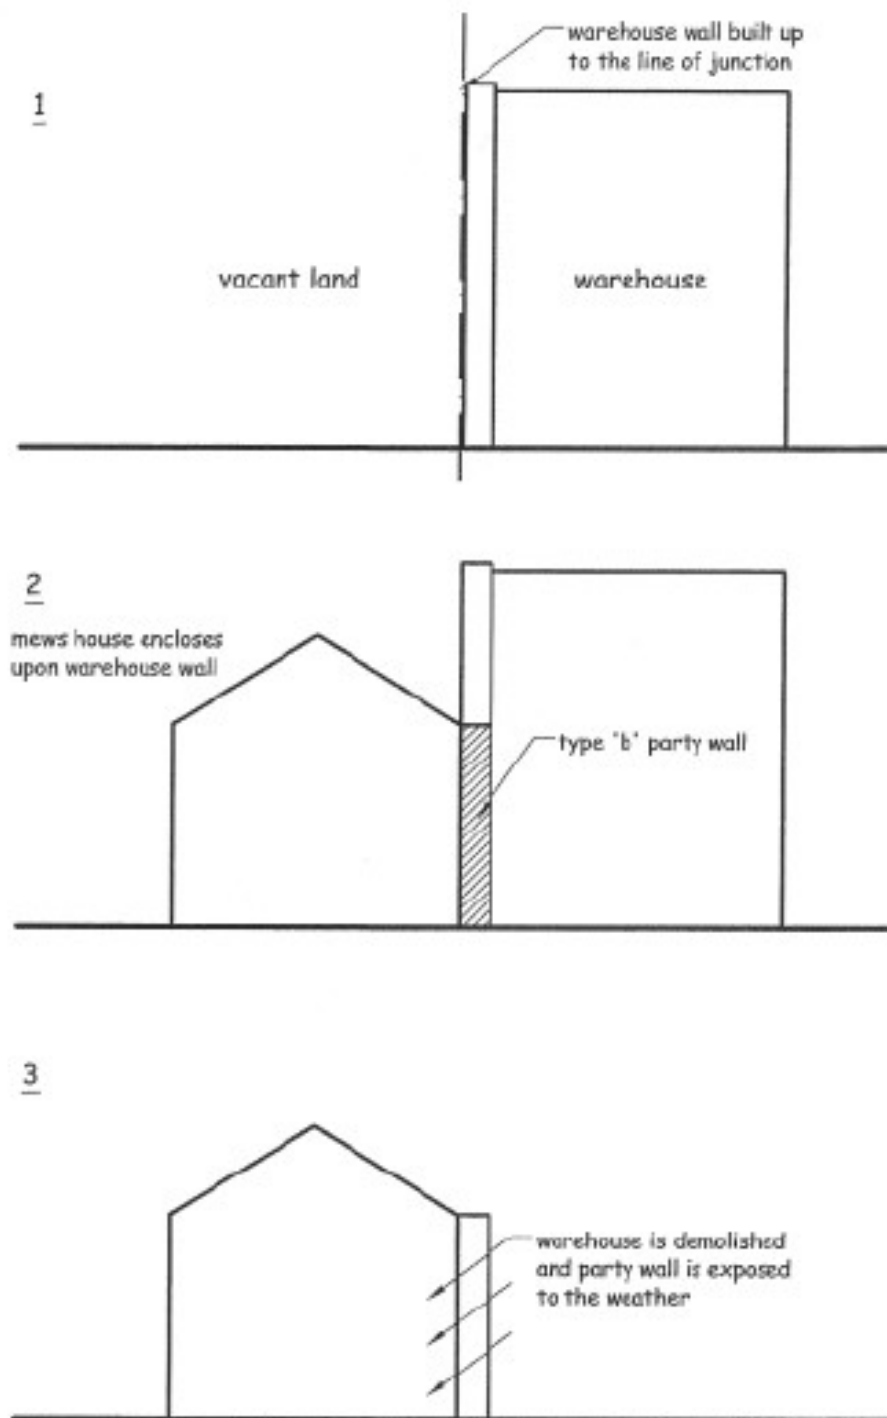 warehouse wall built up
to the line of junction
1
vacant land
warehouse
2
mews house encloses
upon warehouse wall
type 'b' party wall
3
warehouse is demolished
and party wall is exposed
to the weather